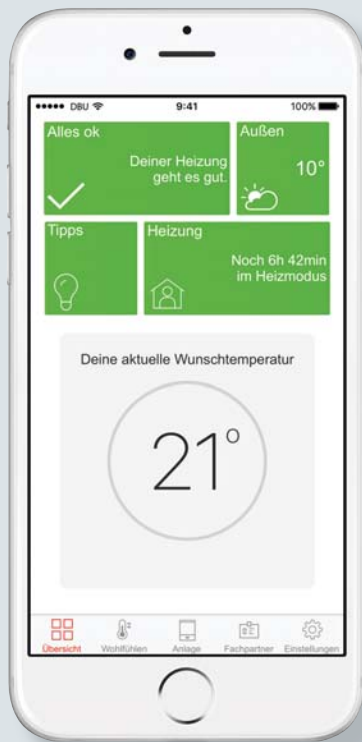 DBU
9:41
100%
Alles ok
Deiner Heizung
geht es gut.
Außen
10°
Tipps
Heizung
Noch 6h 42min
im Heizmodus
Deine aktuelle Wunschtemperatur
21°
Übersicht
Wohlfühlen
Anlage
Fachpartner
Einstellungen